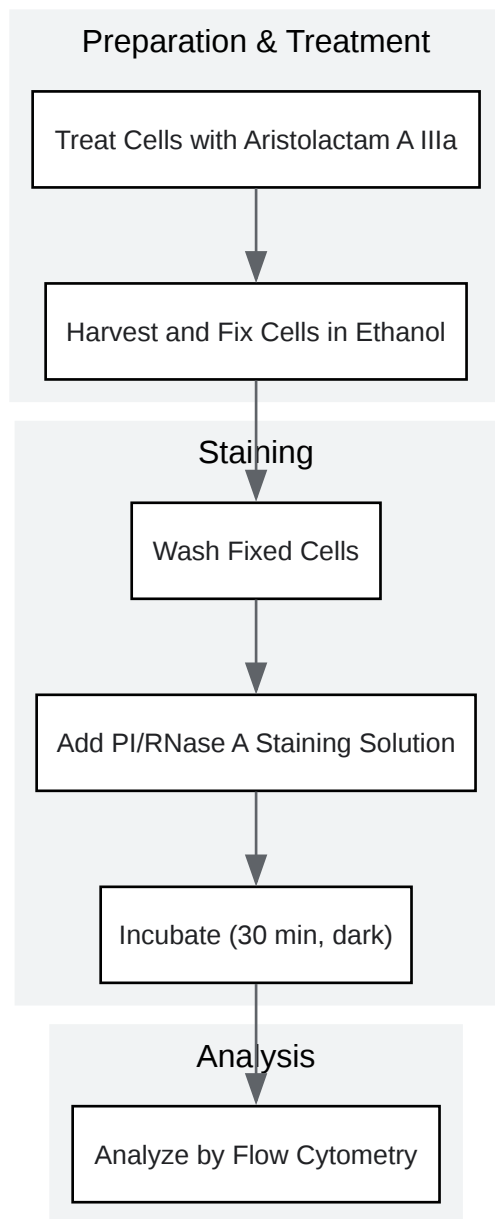 Preparation & Treatment
Treat Cells with Aristolactam A IIIa
Harvest and Fix Cells in Ethanol
Staining
Wash Fixed Cells
Add PI/RNase A Staining Solution
Incubate (30 min, dark)
Analysis
Analyze by Flow Cytometry